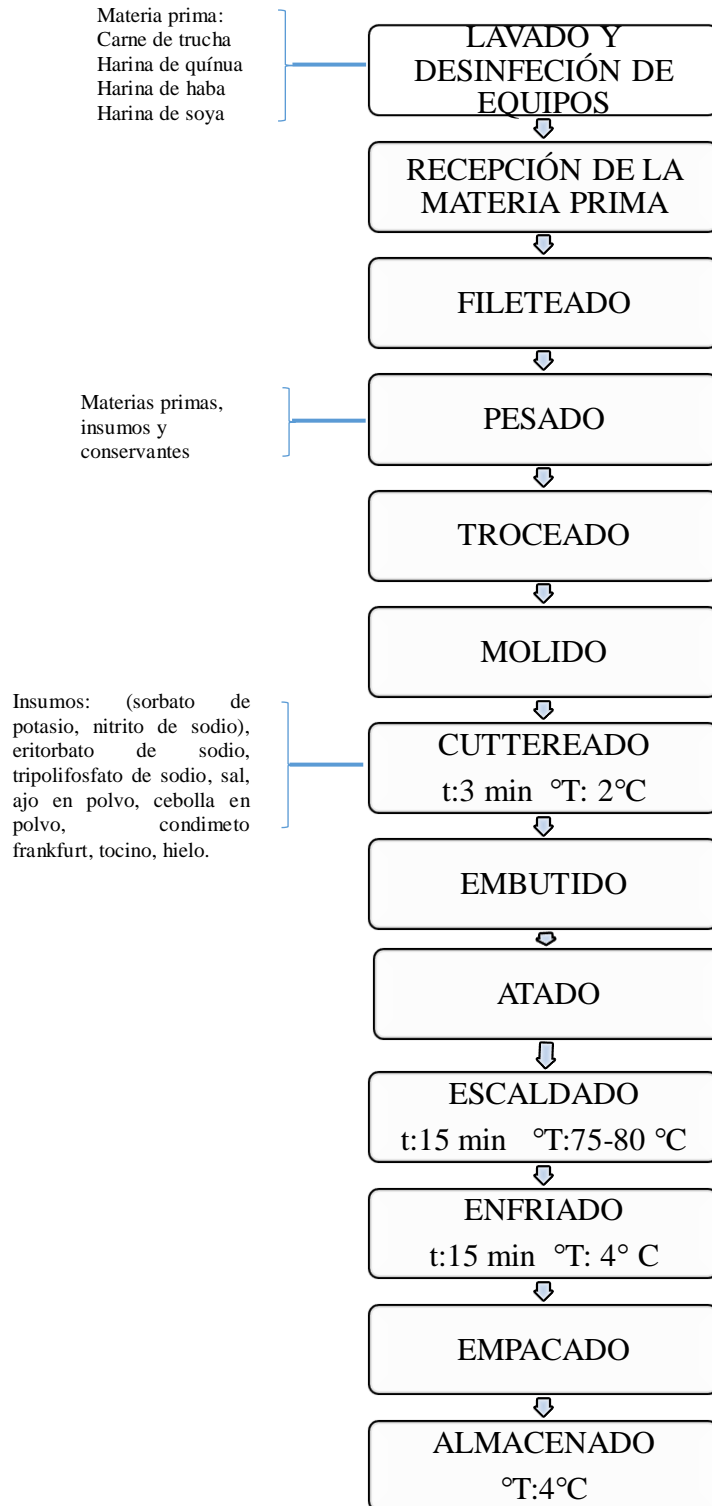 Materia prima:
Carne de trucha
Harina de quínua
Harina de haba
Harina de soya
LAVADO Y
DESINFECIÓN DE
EQUIPOS
RECEPCIÓN DE LA
MATERIA PRIMA
FILETEADO
Materias primas,
insumos y
conservantes
PESADO
TROCEADO
MOLIDO
Insumos: (sorbato de
potasio, nitrito de sodio),
eritorbato de sodio,
tripolifosfato de sodio, sal,
ajo en polvo, cebolla en
polvo, condimeto
frankfurt, tocino, hielo.
CUTTEREADO
t:3 min °T: 2°C
EMBUTIDO
ATADO
ESCALDADO
t:15 min °T:75-80 °C
ENFRIADO
t:15 min °T: 4° C
EMPACADO
ALMACENADO
°T:4°C